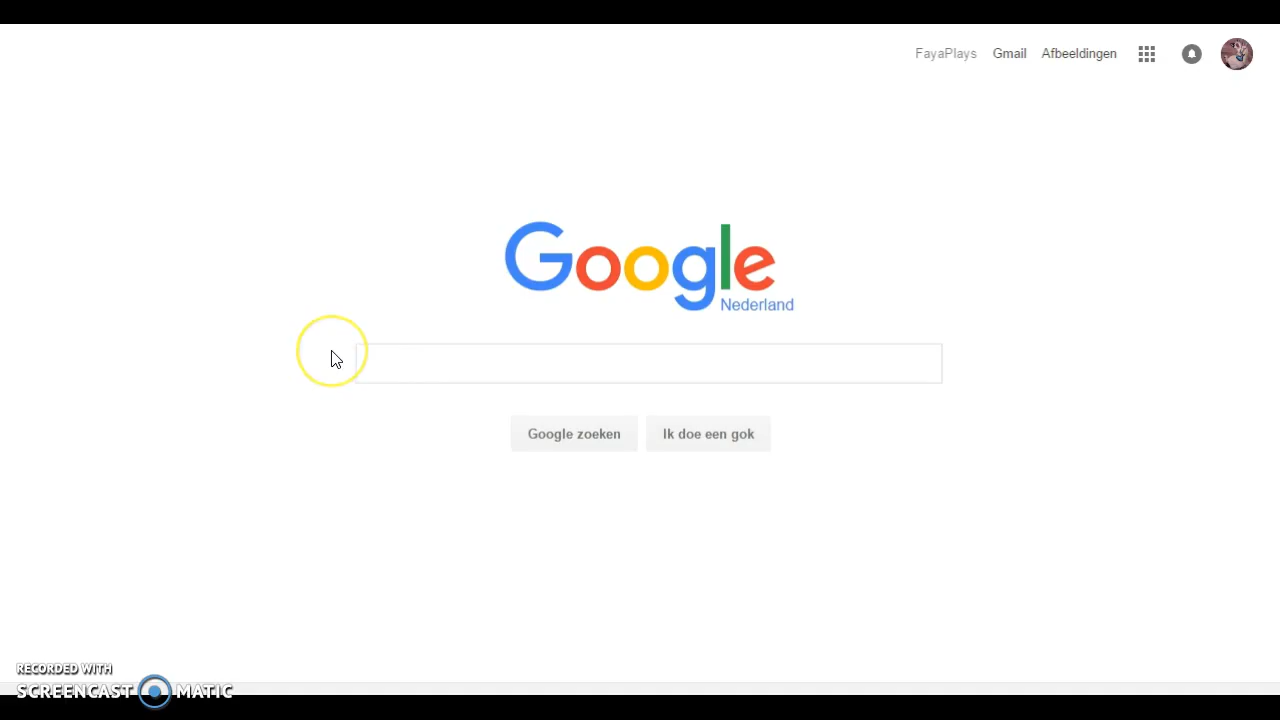 FayaPlays Gmail Afbeeldingen
Google
Nederland
Google zoeken Ik doe een gok
RECORDED WITH
SCREENCAST MATIC